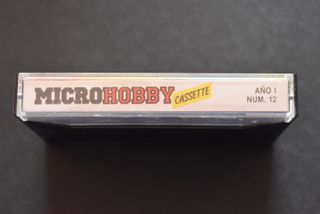 MICROHOBBY CASSETTE
AÑO I
NUM. 12